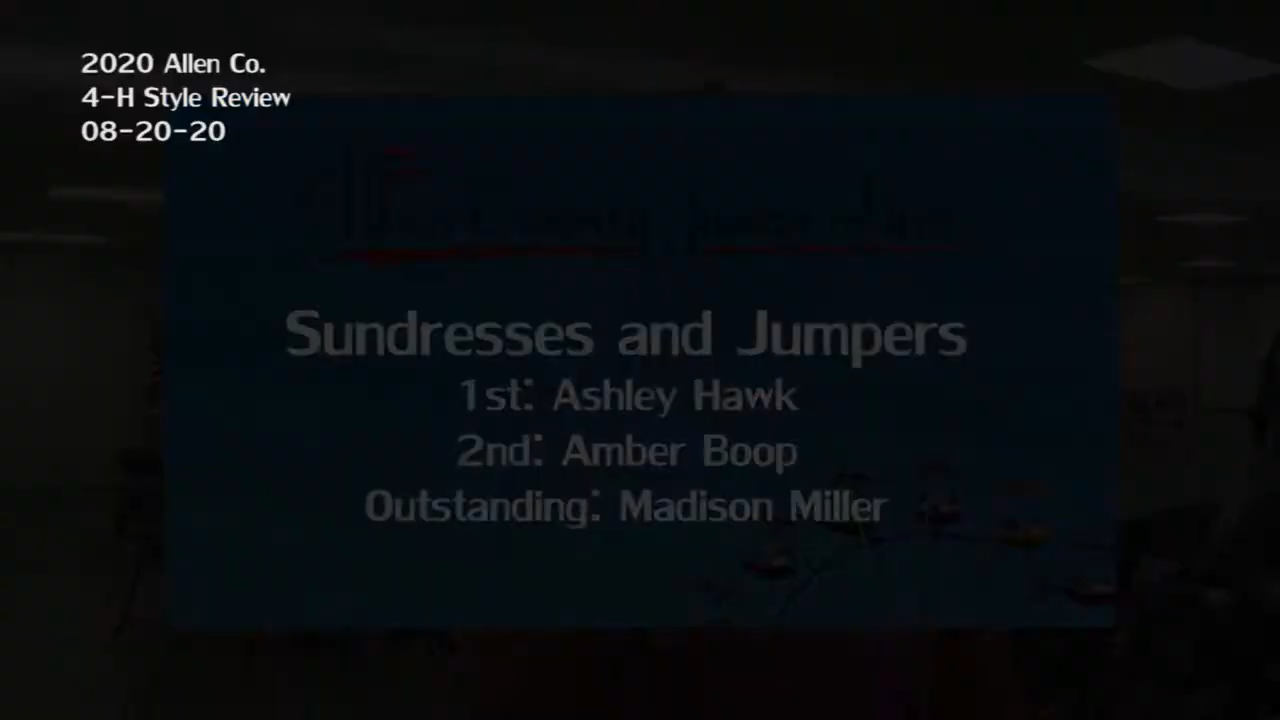 2020 Allen Co.
4-H Style Review
08-20-20
Sundresses and Jumpers
1st: Ashley Hawk
2nd: Amber Boop
Outstanding: Madison Miller